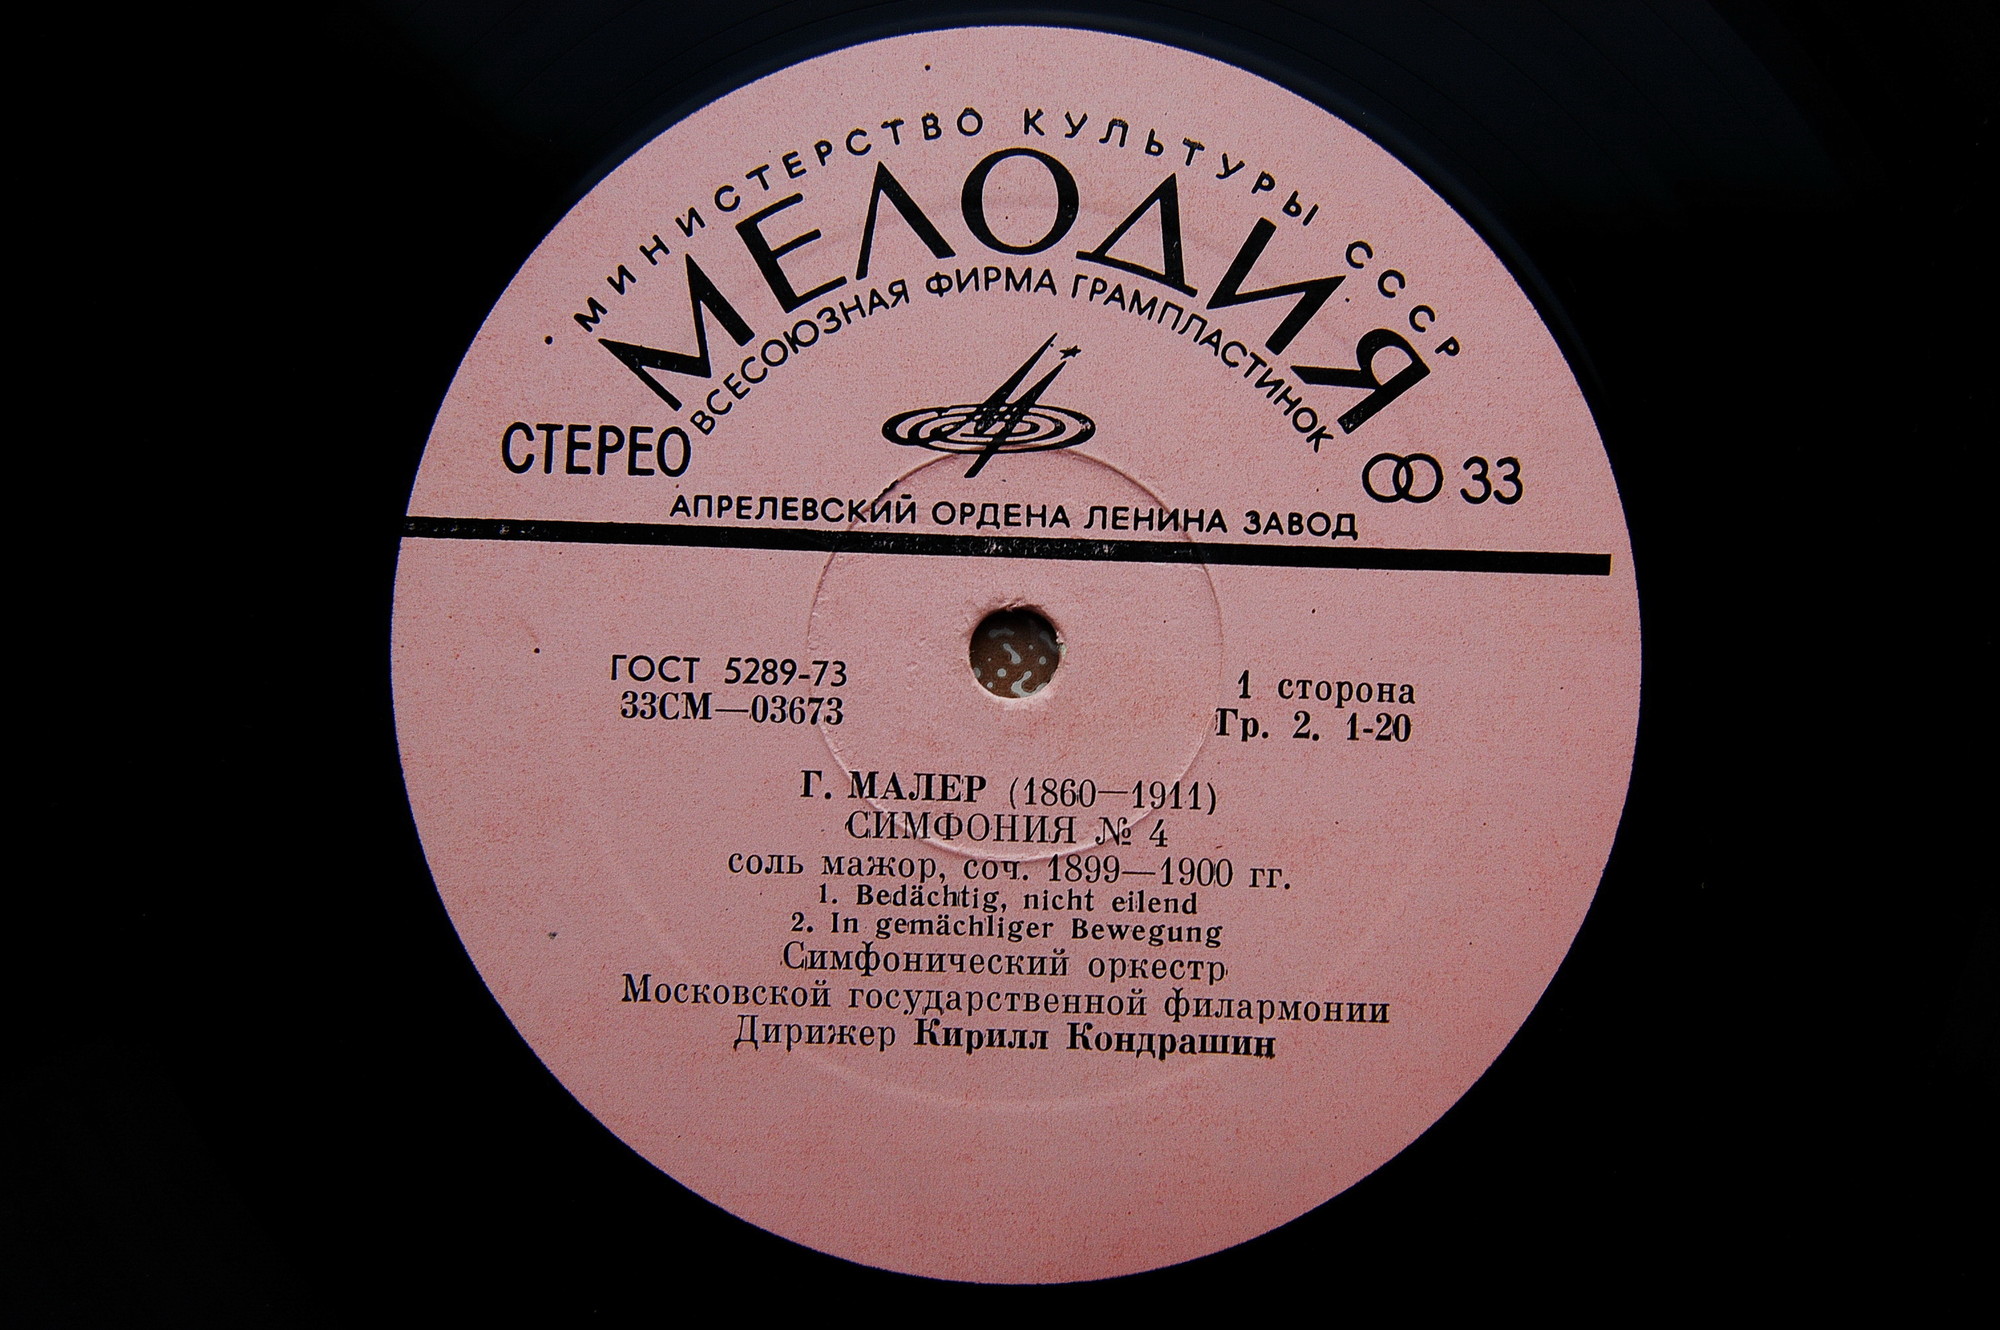 МИНИСТЕРСТВО КУЛЬТУРЫ СССР
МЕЛОДИЯ
ВСЕСОЮЗНАЯ ФИРМА ГРАМПЛАСТИНОК
СТЕРЕО
33
АПРЕЛЕВСКИЙ ОРДЕНА ЛЕНИНА ЗАВОД
ГОСТ 5289-73
33СМ—03673
1 сторона
Гр. 2. 1-20
Г. МАЛЕР (1860—1911)
СИМФОНИЯ № 4
соль мажор, соч. 1899—1900 гг.
1. Bedächtig, nicht eilend
2. In gemächliger Bewegung
Симфонический оркестр
Московской государственной филармонии
Дирижер Кирилл Кондрашин